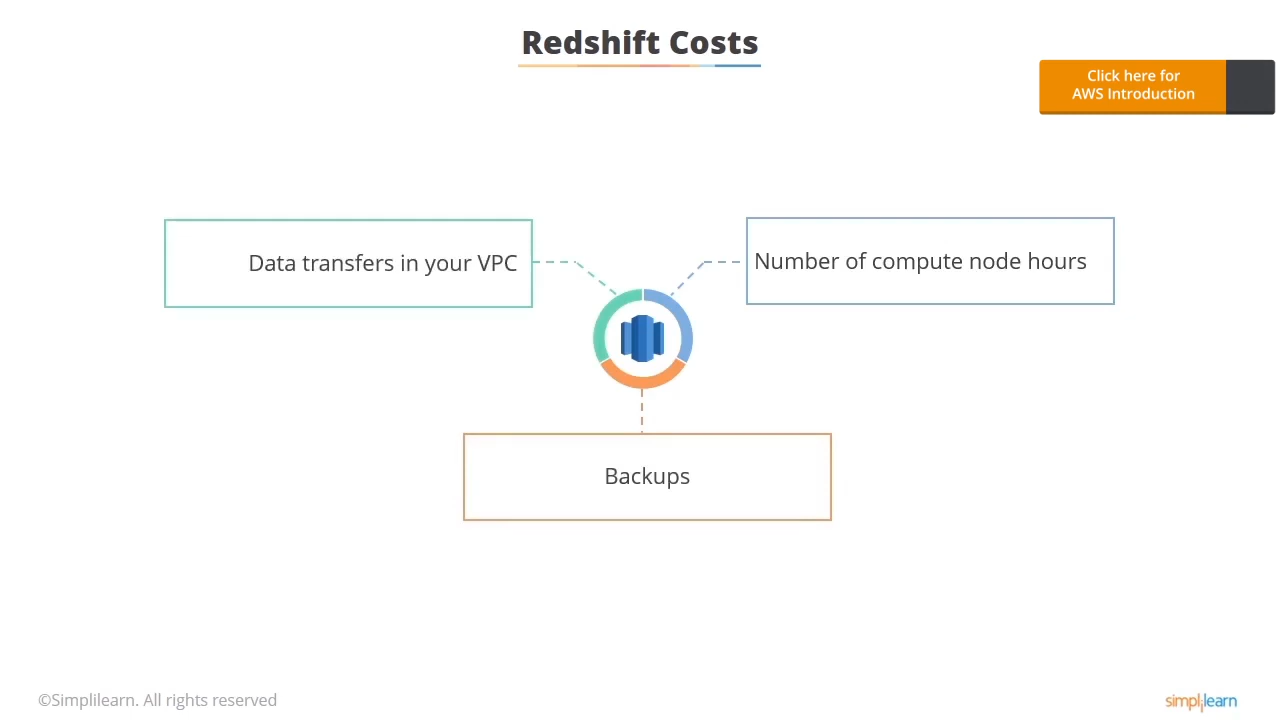 Redshift Costs
Click here for
AWS Introduction
Data transfers in your VPC
Number of compute node hours
Backups
©Simplilearn. All rights reserved
simplilearn